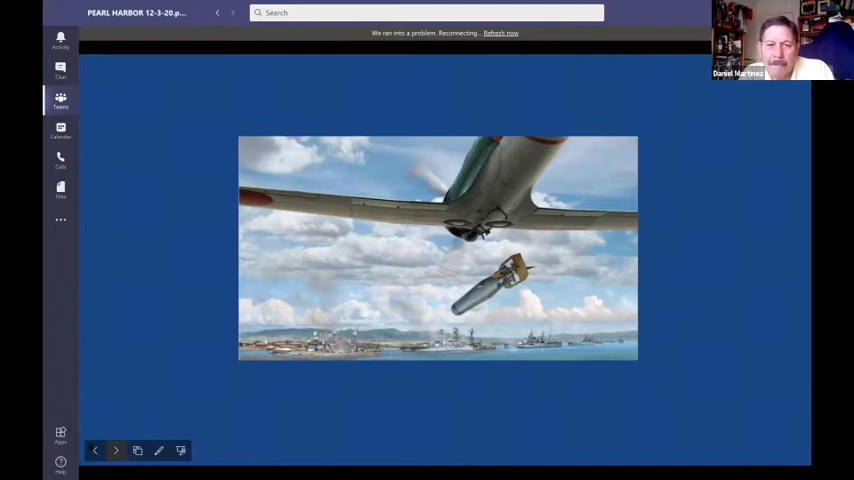 PEARL HARBOR 12-3-20.p...
Search
We ran into a problem. Reconnecting... Refresh now
Daniel Martinez
Activity
Chat
Teams
Calendar
Calls
Files
Apps
Help